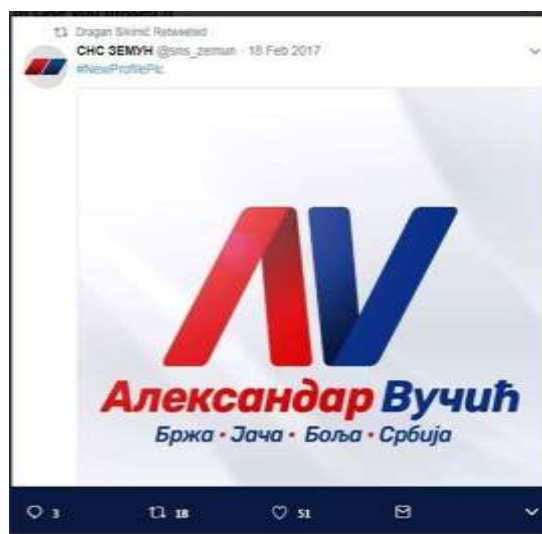 Dragan Sikimić Retweeted
СНС ЗЕМУН @sns_zemun · 18 Feb 2017
#NewProfilePic
AV
Александар Вучић
Бржа · Јача · Боља · Србија
3 18 51